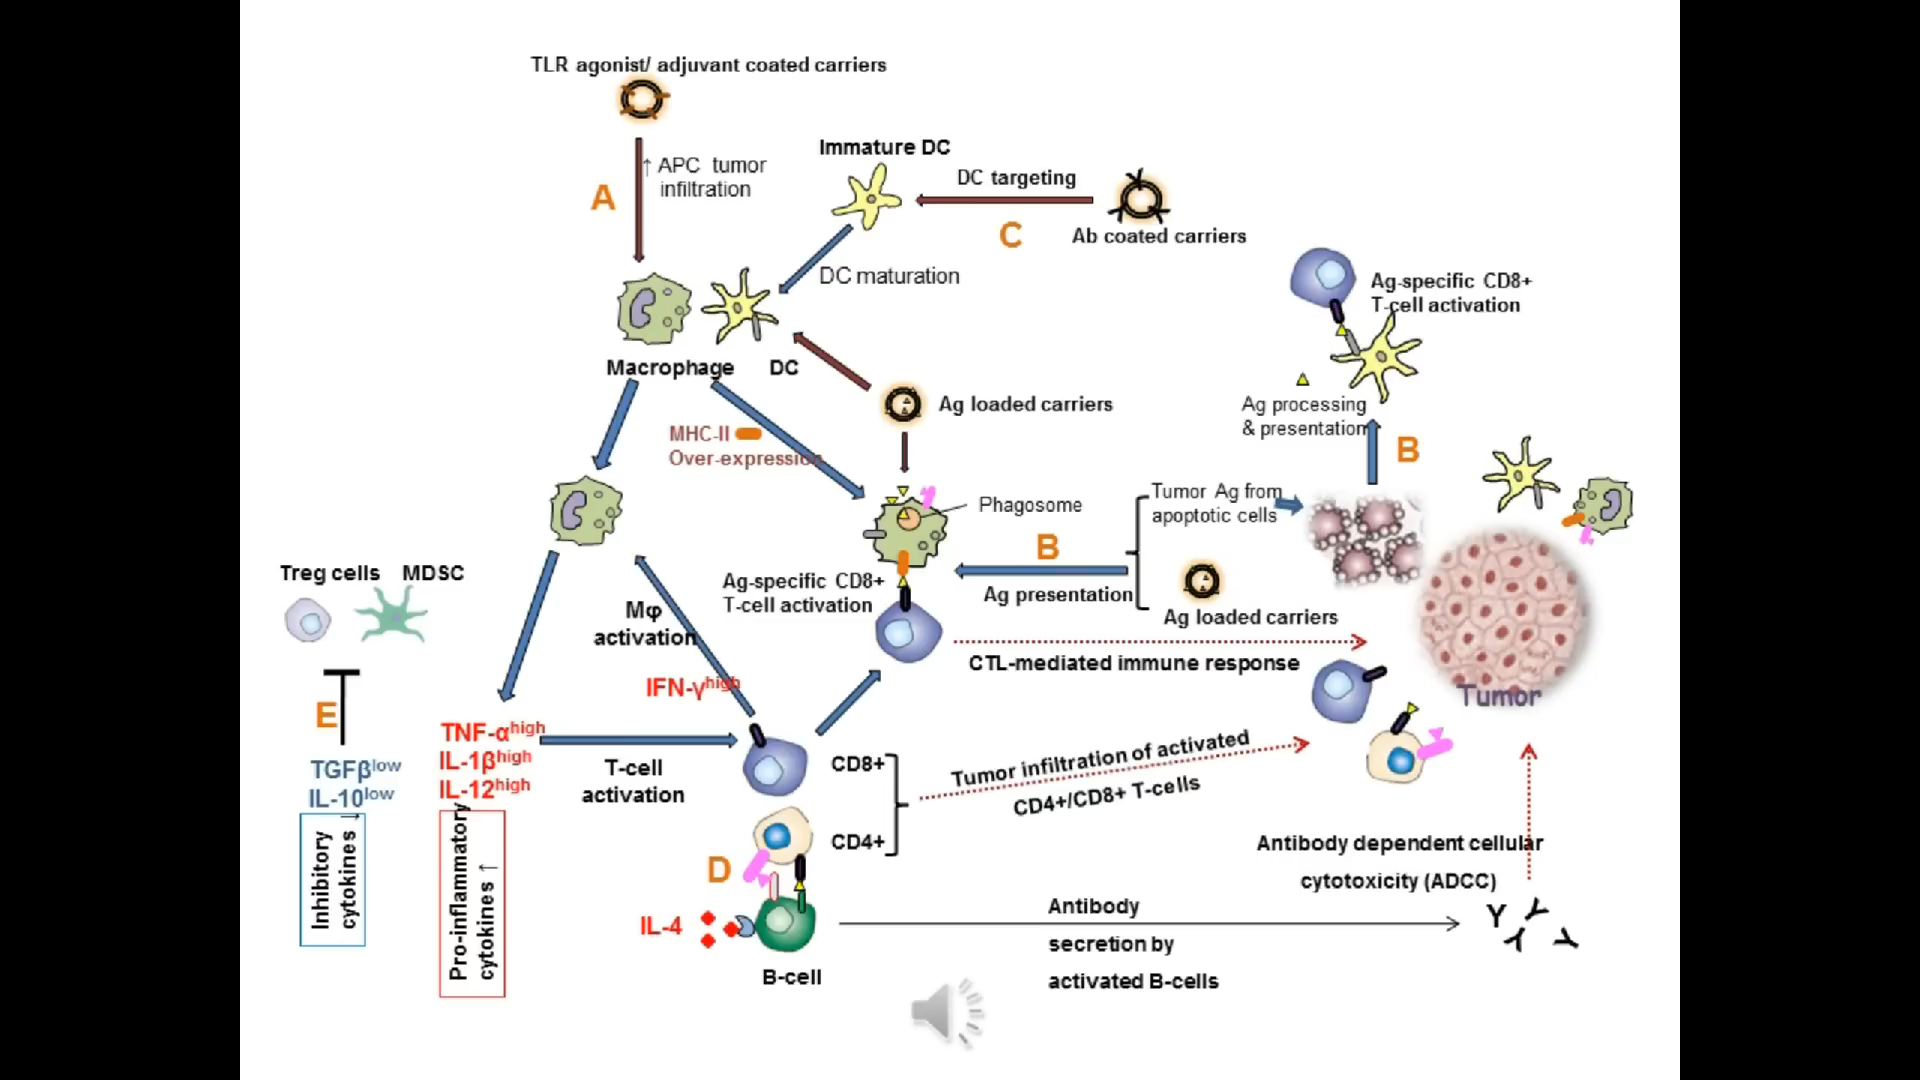 TLR agonist/ adjuvant coated carriers
↑ APC tumor
infiltration
A
Immature DC
DC targeting
C
Ab coated carriers
DC maturation
Macrophage
DC
Ag-specific CD8+
T-cell activation
Ag loaded carriers
Ag processing
& presentation
B
MHC-II
Over-expression
Phagosome
Tumor Ag from
apoptotic cells
B
Ag presentation
Ag loaded carriers
Ag-specific CD8+
T-cell activation
Treg cells
MDSC
Mφ
activation
IFN-γhigh
CTL-mediated immune response
Tumor
E
TGFβlow
IL-10low
Inhibitory
cytokines ↓
TNF-αhigh
IL-1βhigh
IL-12high
Pro-inflammatory
cytokines ↑
T-cell
activation
CD8+
CD4+
Tumor infiltration of activated
CD4+/CD8+ T-cells
D
IL-4
B-cell
Antibody
secretion by
activated B-cells
Antibody dependent cellular
cytotoxicity (ADCC)